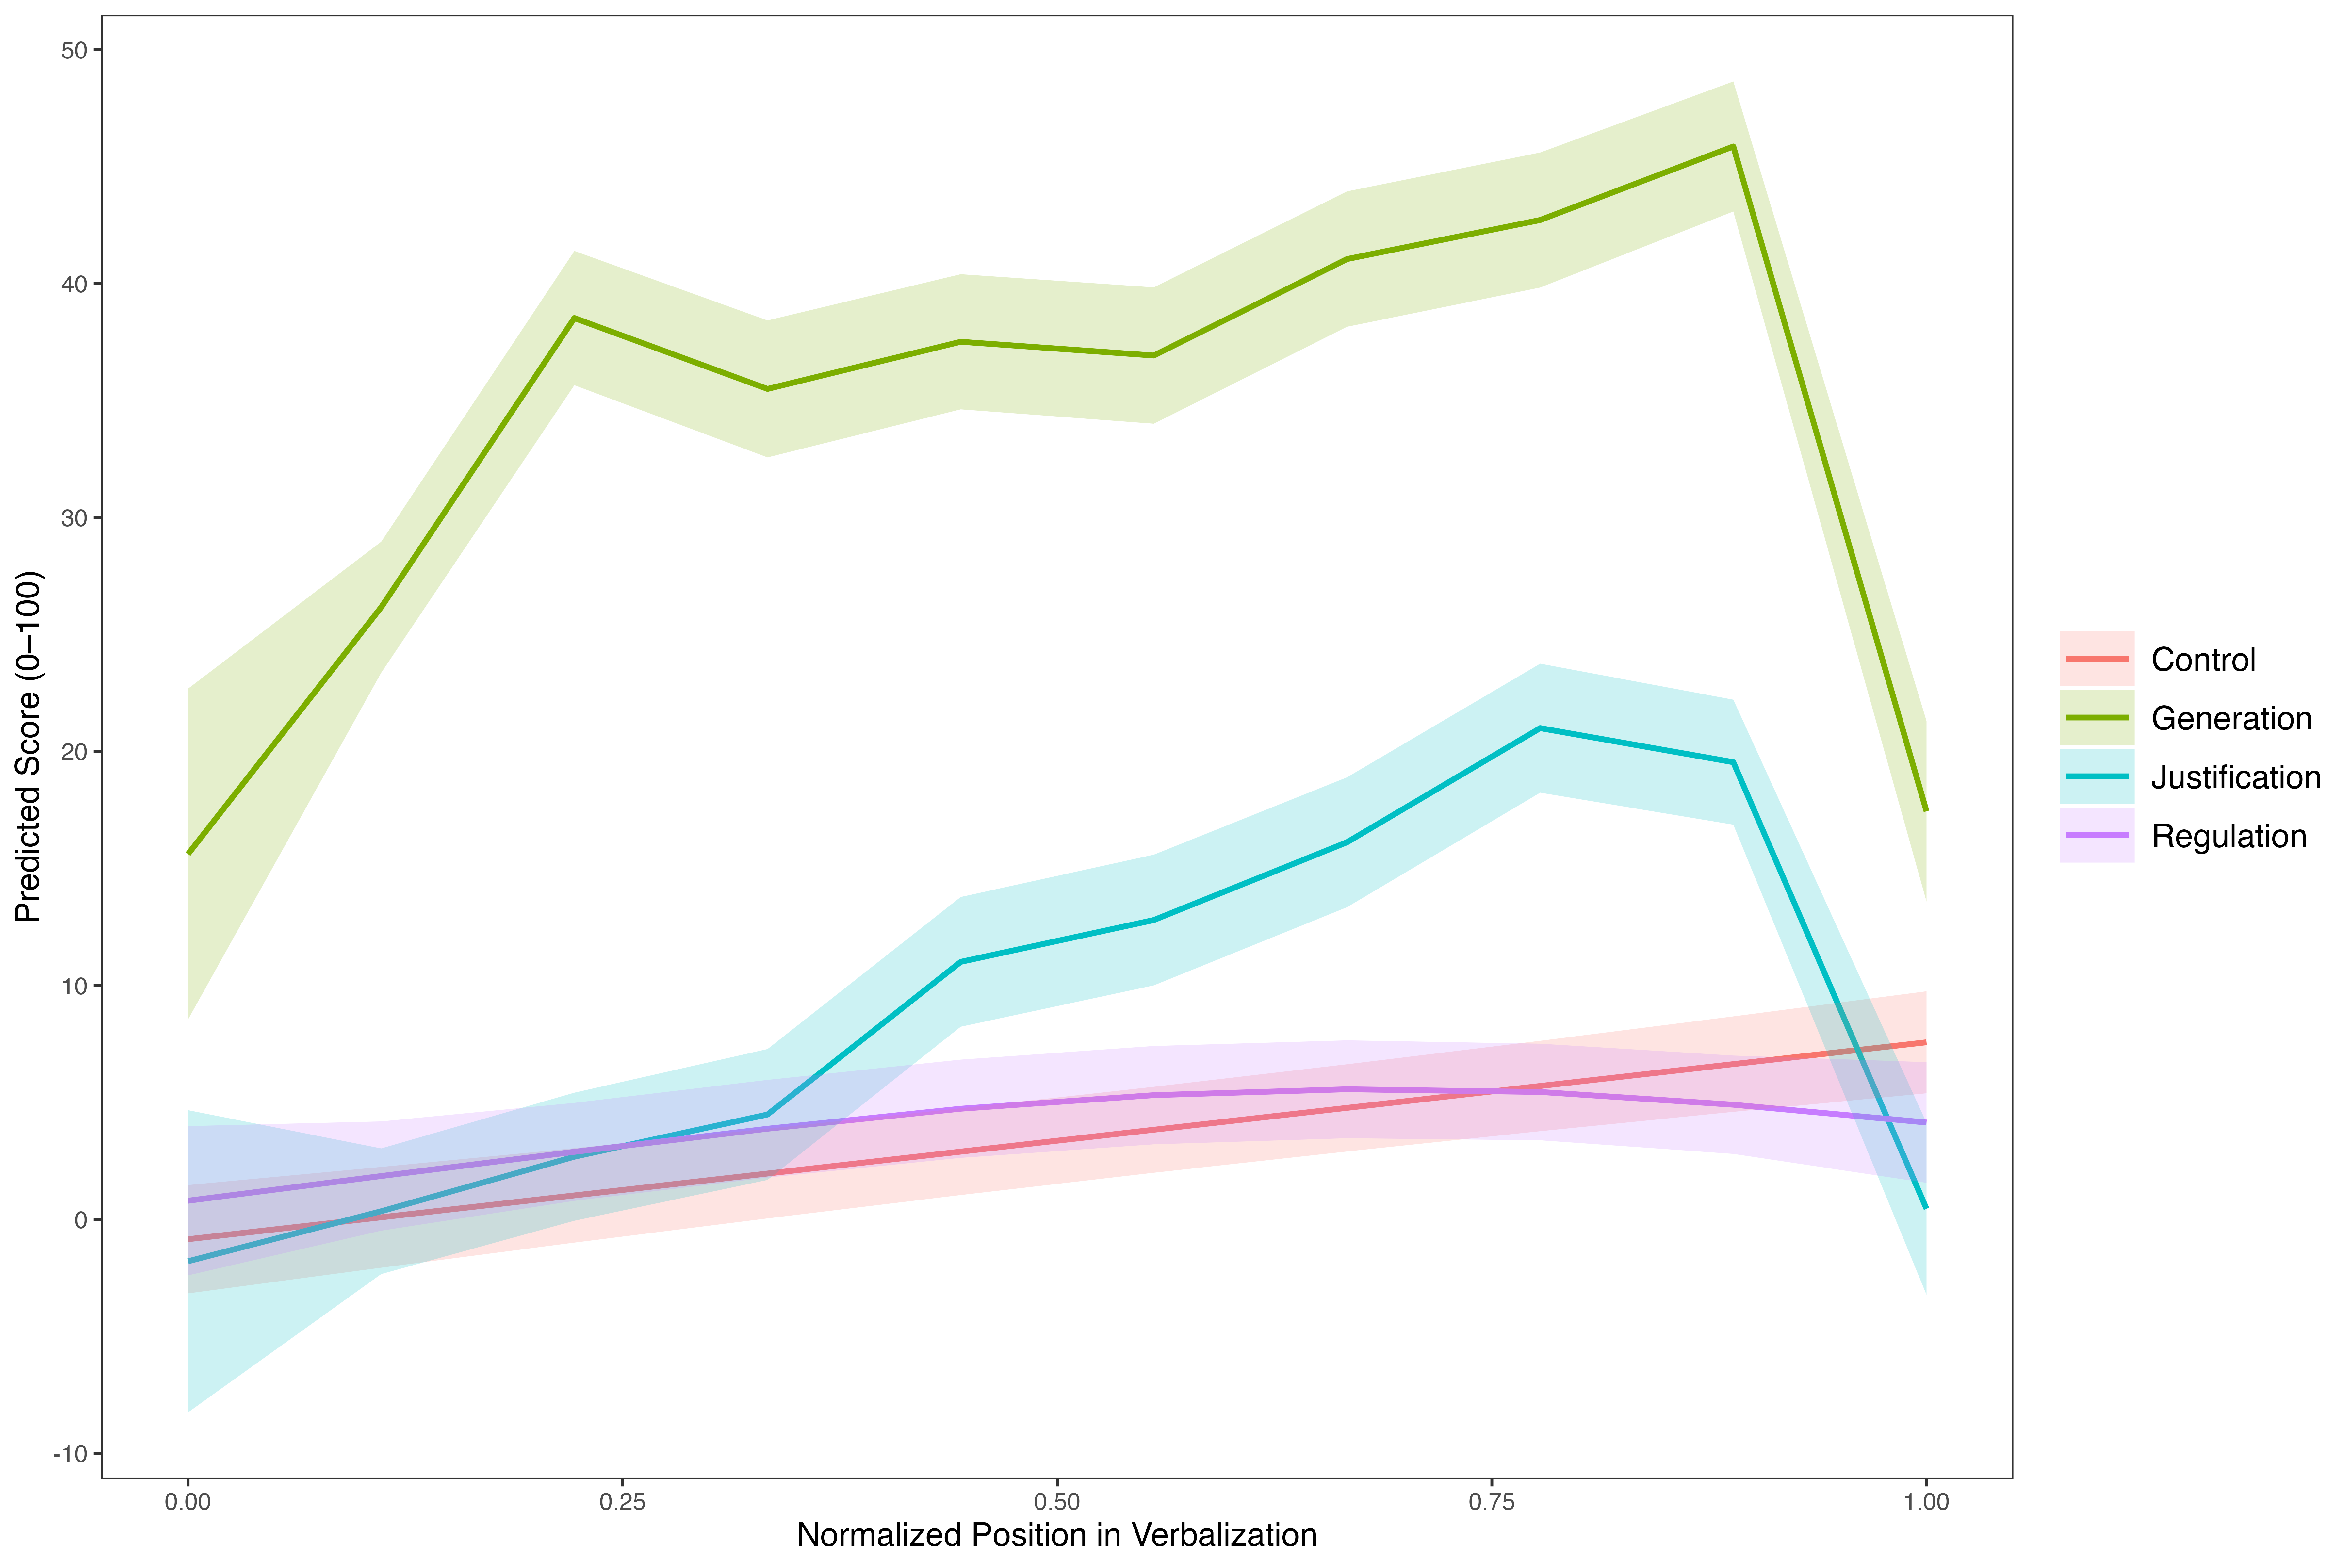 50
40
30
20
10
0
-10
Predicted Score (0–100)
0.00 0.25 0.50 0.75 1.00
Normalized Position in Verbalization
Control
Generation
Justification
Regulation